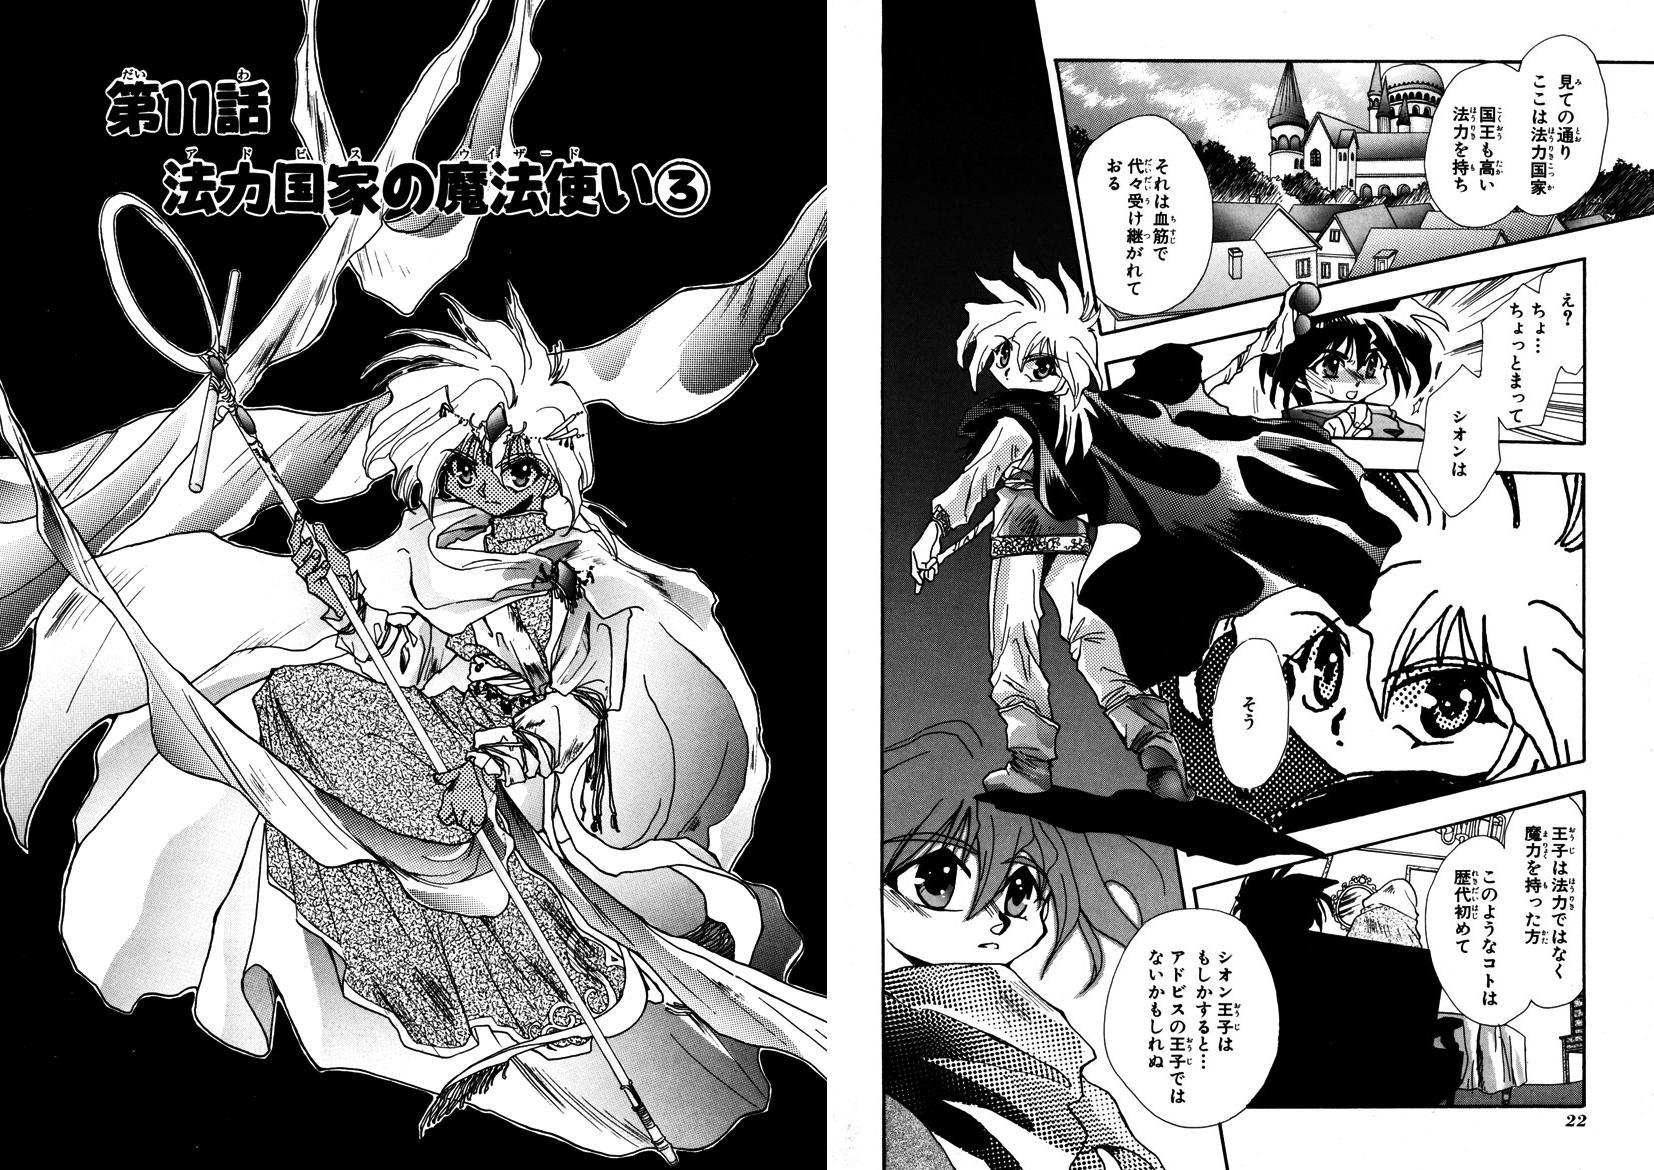 見ての通り
ここは法力国家
国王も高い
法力を持ち
それは血筋で
代々受け継がれて
おる
え?
ちょ…
ちょっとまって
シオンは
そう
王子は法力ではなく
魔力を持った方
このようなコトは
歴代初めて
シオン王子は
もしかすると…
アドビスの王子では
ないかもしれぬ
22
第11話
法力国家の魔法使い③